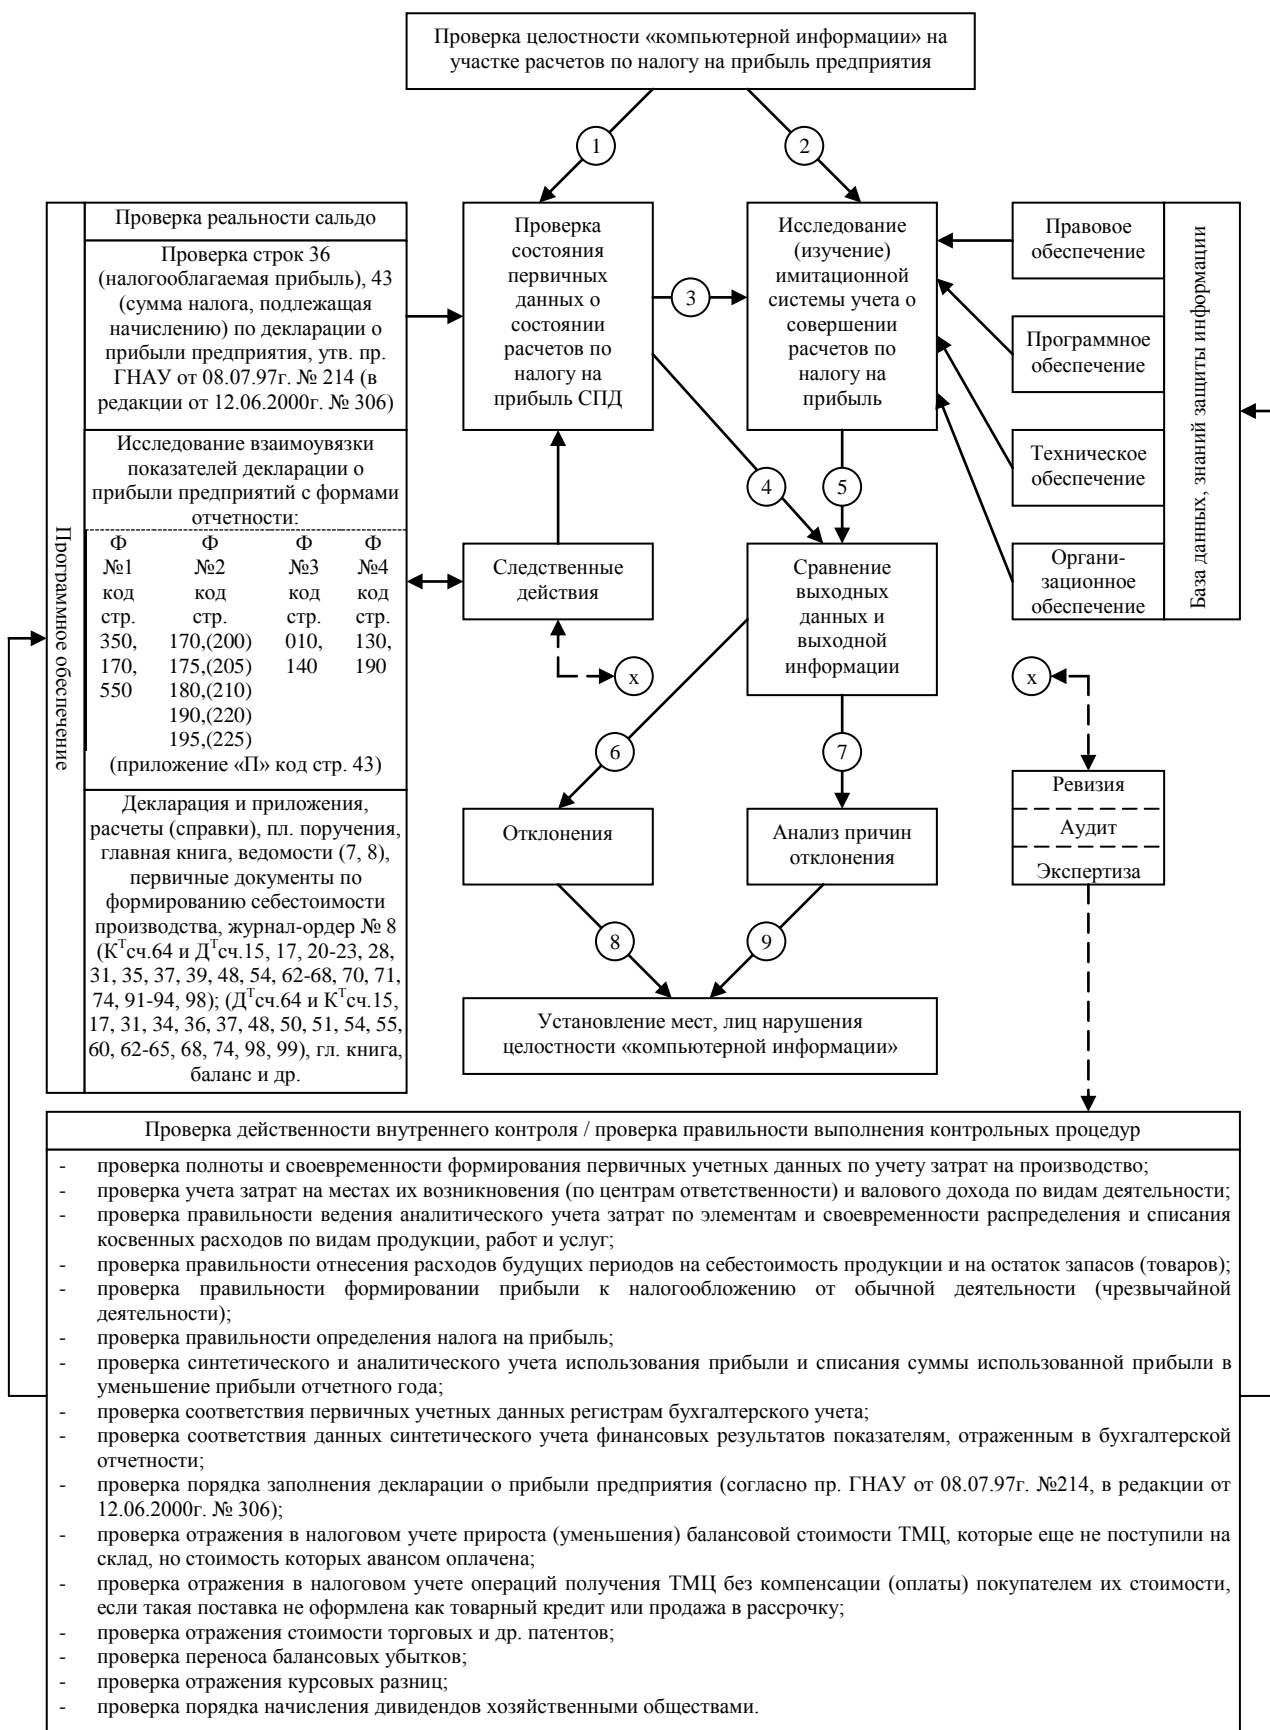 Проверка целостности «компьютерной информации» на
участке расчетов по налогу на прибыль предприятия
1
2
Программное обеспечение
Проверка реальности сальдо
Проверка строк 36
(налогооблагаемая прибыль), 43
(сумма налога, подлежащая
начислению) по декларации о
прибыли предприятия, утв. пр.
ГНАУ от 08.07.97г. № 214 (в
редакции от 12.06.2000г. № 306)
Исследование взаимоувязки
показателей декларации о
прибыли предприятий с формами
отчетности:
Ф Ф Ф Ф
№1 №2 №3 №4
код код код код
стр. стр. стр. стр.
350, 170,(200) 010, 130,
170, 175,(205) 140 190
550 180,(210)
190,(220)
195,(225)
(приложение «П» код стр. 43)
Декларация и приложения,
расчеты (справки), пл. поручения,
главная книга, ведомости (7, 8),
первичные документы по
формированию себестоимости
производства, журнал-ордер № 8
(КТсч.64 и ДТсч.15, 17, 20-23, 28,
31, 35, 37, 39, 48, 54, 62-68, 70, 71,
74, 91-94, 98); (ДТсч.64 и КТсч.15,
17, 31, 34, 36, 37, 48, 50, 51, 54, 55,
60, 62-65, 68, 74, 98, 99), гл. книга,
баланс и др.
Проверка
состояния
первичных
данных о
состоянии
расчетов по
налогу на
прибыль СПД
3
Исследование
(изучение)
имитационной
системы учета о
совершении
расчетов по
налогу на
прибыль
Правовое
обеспечение
Программное
обеспечение
Техническое
обеспечение
Органи-
зационное
обеспечение
База данных, знаний защиты информации
4
5
Следственные
действия
х
Сравнение
выходных
данных и
выходной
информации
х
6
7
Отклонения
Анализ причин
отклонения
Ревизия
Аудит
Экспертиза
8
9
Установление мест, лиц нарушения
целостности «компьютерной информации»
Проверка действенности внутреннего контроля / проверка правильности выполнения контрольных процедур
- проверка полноты и своевременности формирования первичных учетных данных по учету затрат на производство;
- проверка учета затрат на местах их возникновения (по центрам ответственности) и валового дохода по видам деятельности;
- проверка правильности ведения аналитического учета затрат по элементам и своевременности распределения и списания
косвенных расходов по видам продукции, работ и услуг;
- проверка правильности отнесения расходов будущих периодов на себестоимость продукции и на остаток запасов (товаров);
- проверка правильности формировании прибыли к налогообложению от обычной деятельности (чрезвычайной
деятельности);
- проверка правильности определения налога на прибыль;
- проверка синтетического и аналитического учета использования прибыли и списания суммы использованной прибыли в
уменьшение прибыли отчетного года;
- проверка соответствия первичных учетных данных регистрам бухгалтерского учета;
- проверка соответствия данных синтетического учета финансовых результатов показателям, отраженным в бухгалтерской
отчетности;
- проверка порядка заполнения декларации о прибыли предприятия (согласно пр. ГНАУ от 08.07.97г. №214, в редакции от
12.06.2000г. № 306);
- проверка отражения в налоговом учете прироста (уменьшения) балансовой стоимости ТМЦ, которые еще не поступили на
склад, но стоимость которых авансом оплачена;
- проверка отражения в налоговом учете операций получения ТМЦ без компенсации (оплаты) покупателем их стоимости,
если такая поставка не оформлена как товарный кредит или продажа в рассрочку;
- проверка отражения стоимости торговых и др. патентов;
- проверка переноса балансовых убытков;
- проверка отражения курсовых разниц;
- проверка порядка начисления дивидендов хозяйственными обществами.